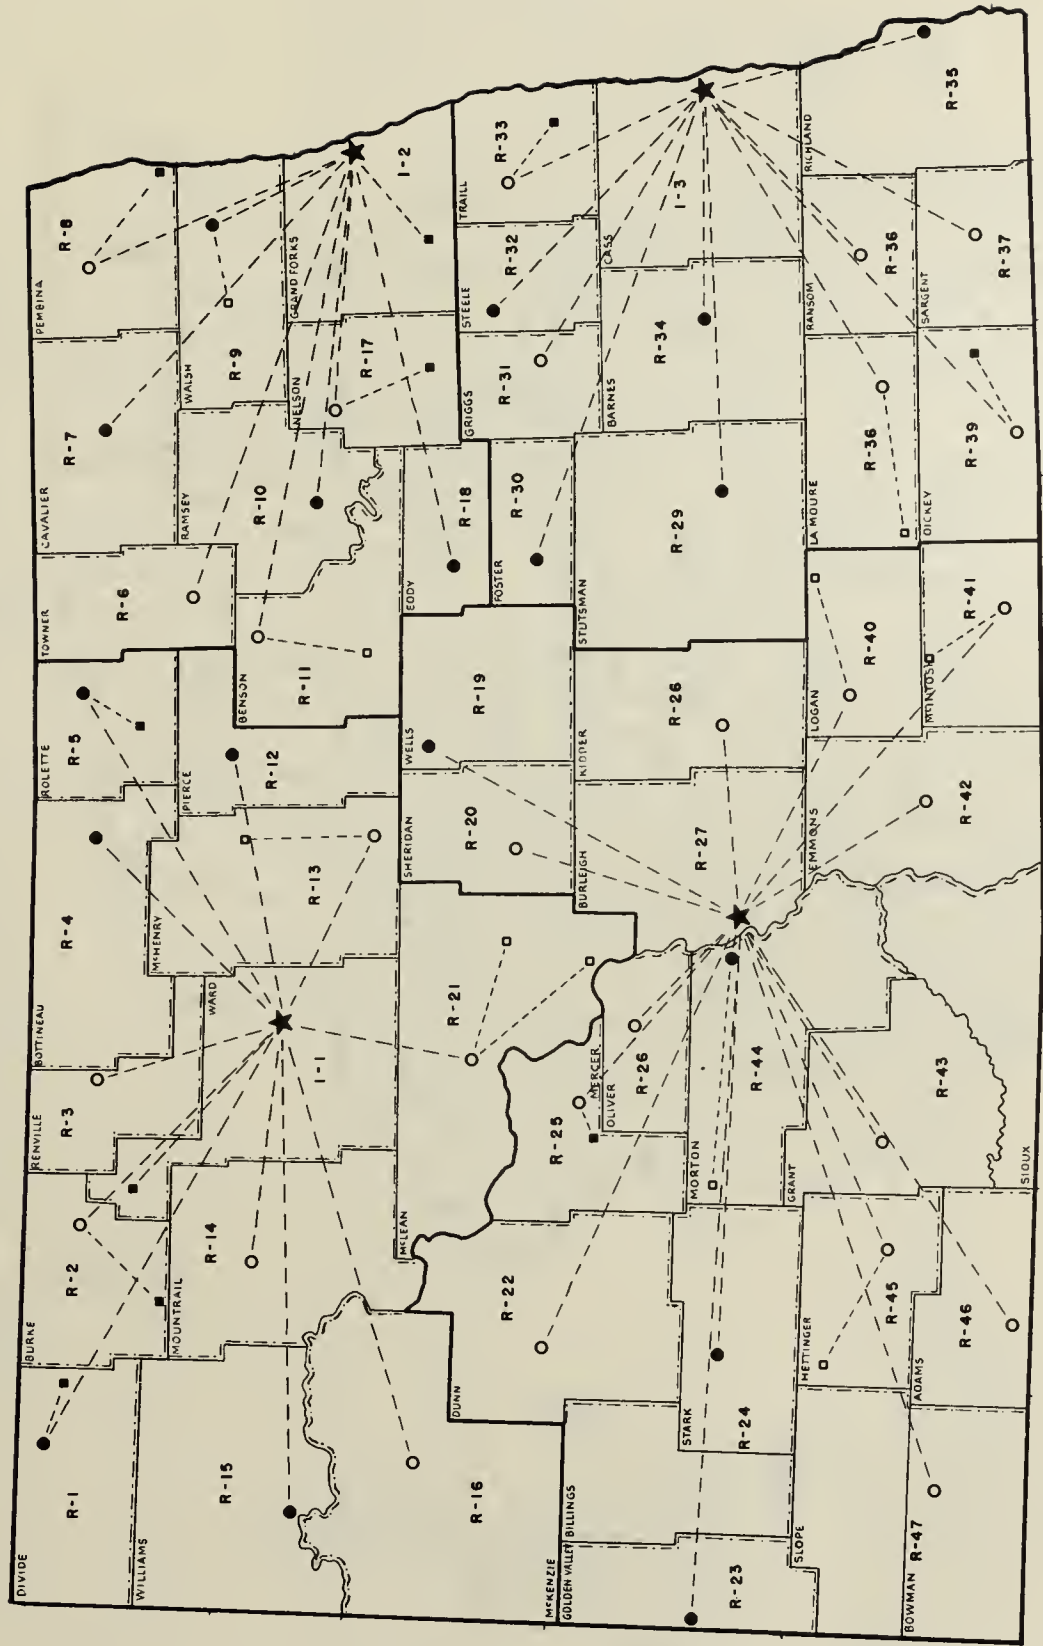 DIVIDE
R-1
BURKE
R-2
RENVILLE
R-3
BOTTINEAU
R-4
ROLETTE
R-5
TOWNER
R-6
CAVALIER
R-7
PEMBINA
R-8
WILLIAMS
R-15
MOUNTRAIL
R-14
WARD
I-1
McHENRY
R-13
PIERCE
R-12
BENSON
R-11
RAMSEY
R-10
WALSH
R-9
NELSON
R-17
GRAND FORKS
I-2
McKENZIE
R-16
DUNN
R-22
McLEAN
R-21
MERCER
R-25
OLIVER
R-26
SHERIDAN
R-20
WELLS
R-19
EDDY
R-18
FOSTER
R-30
GRIGGS
R-31
STEELE
R-32
TRAILL
R-33
GOLDEN VALLEY
R-23
BILLINGS
STARK
R-24
MORTON
R-44
BURLEIGH
R-27
KIDDER
R-26
STUTSMAN
R-29
BARNES
R-34
CASS
I-3
SLOPE
BOWMAN
R-47
HETTINGER
R-45
ADAMS
R-46
GRANT
R-43
SIOUX
EMMONS
R-42
LOGAN
R-40
McINTOSH
R-41
LA MOURE
R-36
DICKEY
R-39
RANSOM
R-36
SARGENT
R-37
RICHLAND
R-35